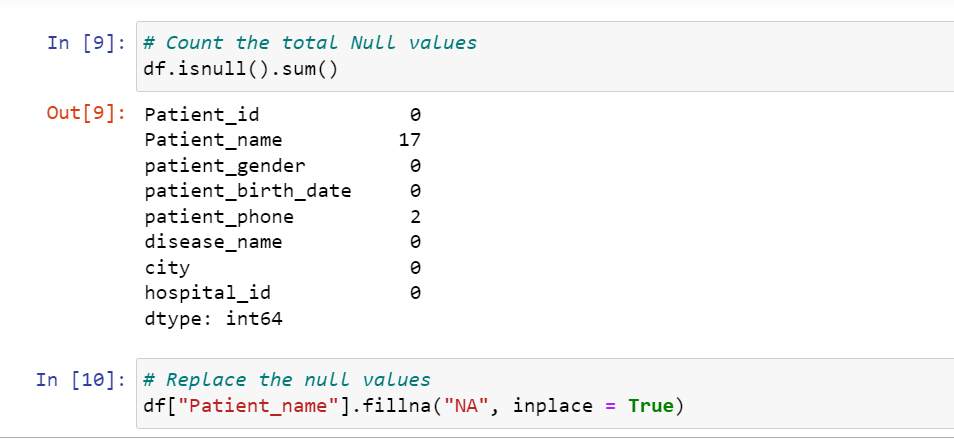 In [9]: # Count the total Null values
df.isnull().sum()
Out[9]: Patient_id 0
Patient_name 17
patient_gender 0
patient_birth_date 0
patient_phone 2
disease_name 0
city 0
hospital_id 0
dtype: int64
In [10]: # Replace the null values
df["Patient_name"].fillna("NA", inplace = True)